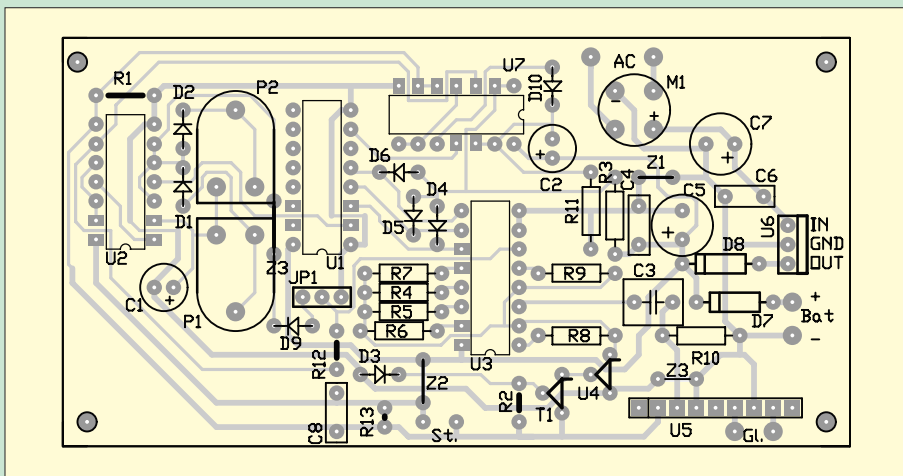 AC
U7
D10
M1
R1
D2
P2
C7
D6
R3
C2
Z1
C4
D4
C6
R11
C5
D1
D5
U6
IN
GND
OUT
U2
Z3
U1
D8
JP1
R7
R9
C3
C1
R4
+
Bat
-
P1
R5
D7
R6
R8
D9
R12
D3
U3
R10
Z2
U4
Z3
R2
T1
C8
R13
St.
U5
Gl.
-
+
+
+
+
+